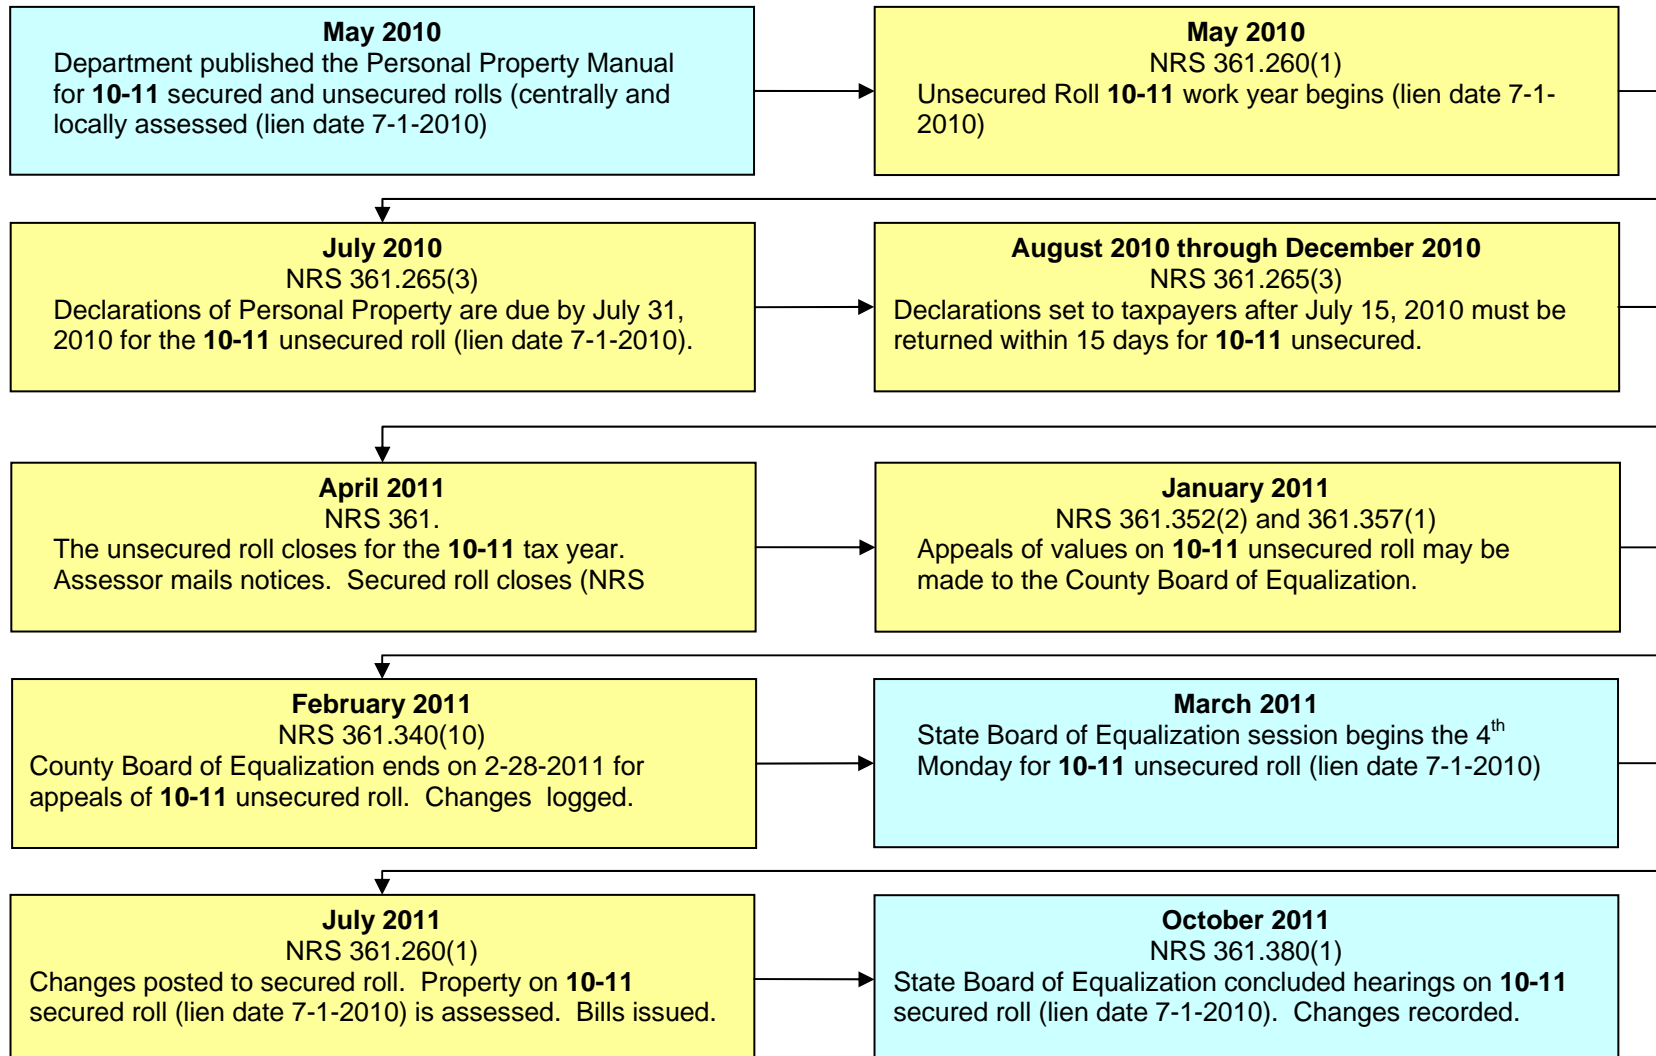 May 2010
Department published the Personal Property Manual
for 10-11 secured and unsecured rolls (centrally and
locally assessed (lien date 7-1-2010)
May 2010
NRS 361.260(1)
Unsecured Roll 10-11 work year begins (lien date 7-1-
2010)
July 2010
NRS 361.265(3)
Declarations of Personal Property are due by July 31,
2010 for the 10-11 unsecured roll (lien date 7-1-2010).
August 2010 through December 2010
NRS 361.265(3)
Declarations set to taxpayers after July 15, 2010 must be
returned within 15 days for 10-11 unsecured.
April 2011
NRS 361.
The unsecured roll closes for the 10-11 tax year.
Assessor mails notices.  Secured roll closes (NRS
January 2011
NRS 361.352(2) and 361.357(1)
Appeals of values on 10-11 unsecured roll may be
made to the County Board of Equalization.
February 2011
NRS 361.340(10)
County Board of Equalization ends on 2-28-2011 for
appeals of 10-11 unsecured roll.  Changes  logged.
March 2011
State Board of Equalization session begins the 4th
Monday for 10-11 unsecured roll (lien date 7-1-2010)
July 2011
NRS 361.260(1)
Changes posted to secured roll.  Property on 10-11
secured roll (lien date 7-1-2010) is assessed.  Bills issued.
October 2011
NRS 361.380(1)
State Board of Equalization concluded hearings on 10-11
secured roll (lien date 7-1-2010).  Changes recorded.